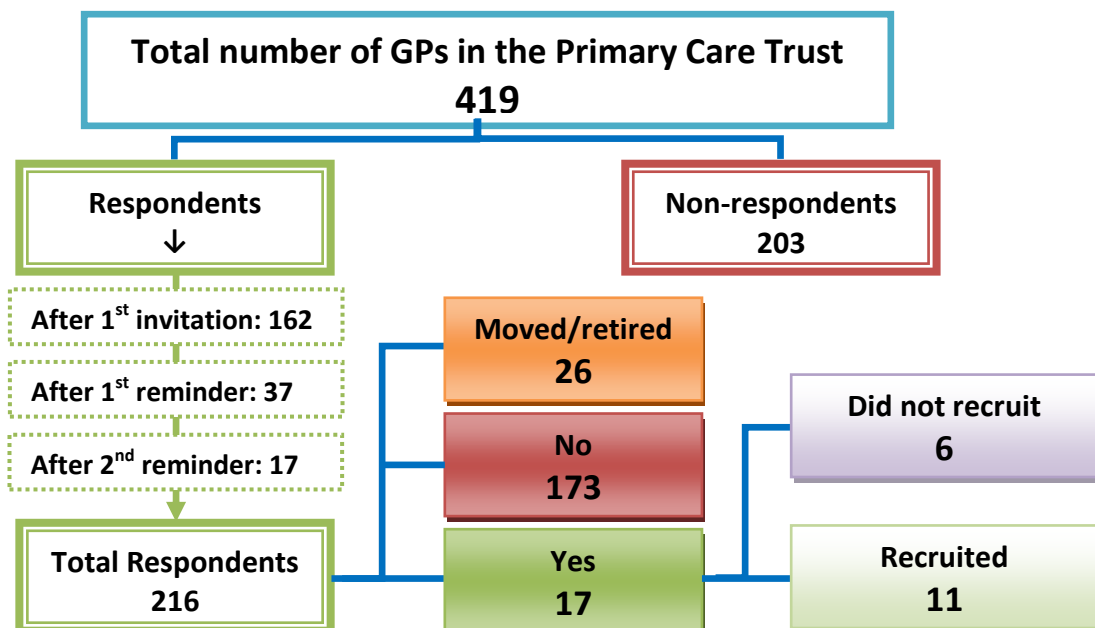 Total number of GPs in the Primary Care Trust
419
Respondents
↓
Non-respondents
203
After 1st invitation: 162
After 1st reminder: 37
After 2nd reminder: 17
Total Respondents
216
Moved/retired
26
No
173
Yes
17
Did not recruit
6
Recruited
11